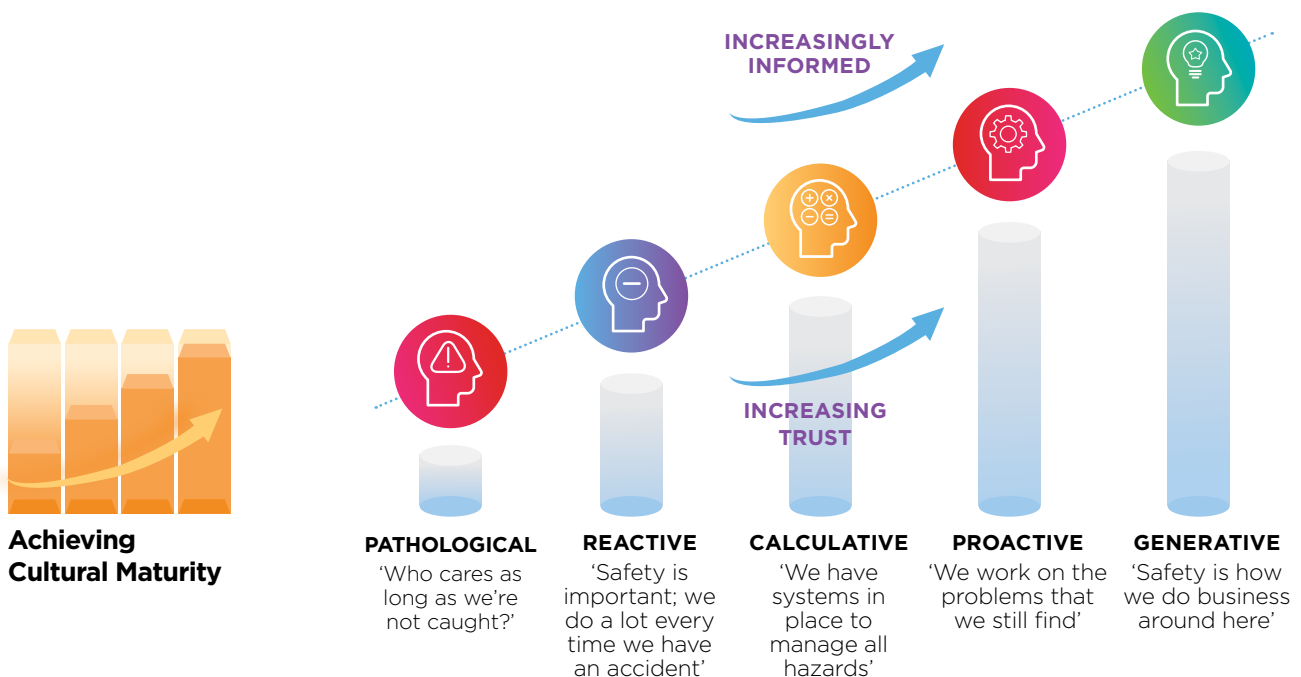 INCREASINGLY
INFORMED
INCREASING
TRUST
Achieving
Cultural Maturity
PATHOLOGICAL
‘Who cares as
long as we’re
not caught?’
REACTIVE
‘Safety is
important; we
do a lot every
time we have
an accident’
CALCULATIVE
‘We have
systems in
place to
manage all
hazards’
PROACTIVE
‘We work on the
problems that
we still find’
GENERATIVE
‘Safety is how
we do business
around here’